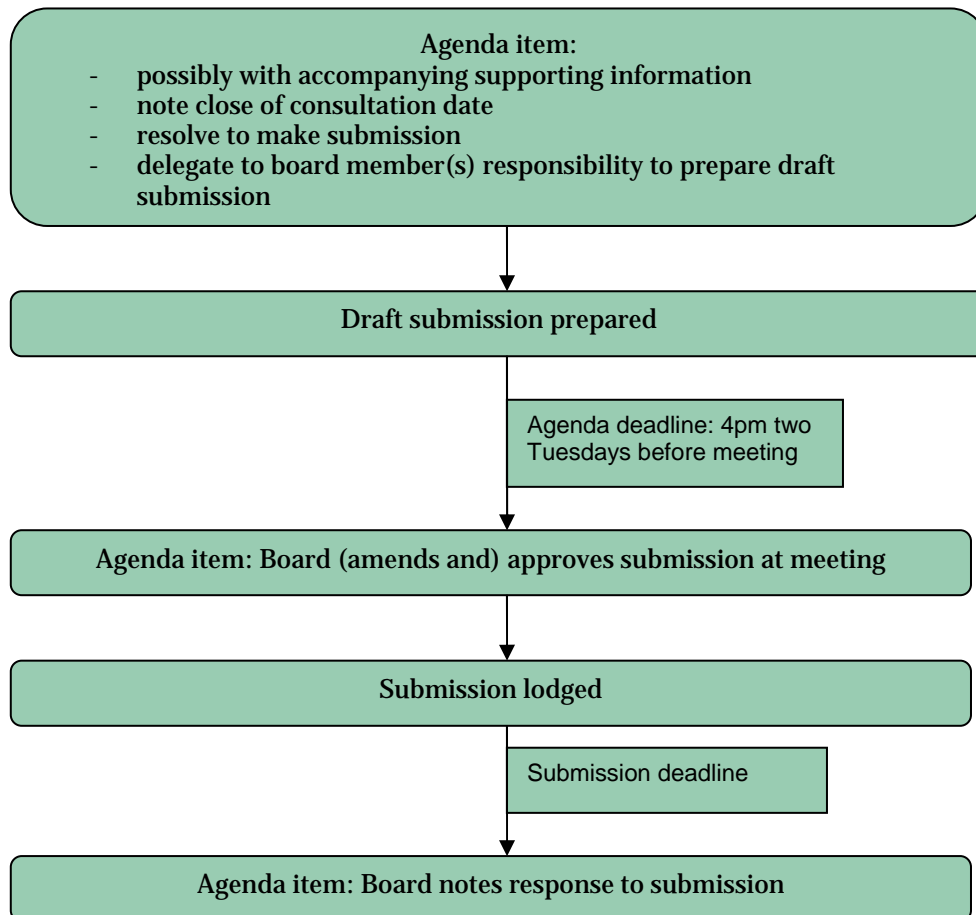 Agenda item:
- possibly with accompanying supporting information
- note close of consultation date
- resolve to make submission
- delegate to board member(s) responsibility to prepare draft
submission
Draft submission prepared
Agenda deadline: 4pm two
Tuesdays before meeting
Agenda item: Board (amends and) approves submission at meeting
Submission lodged
Submission deadline
Agenda item: Board notes response to submission